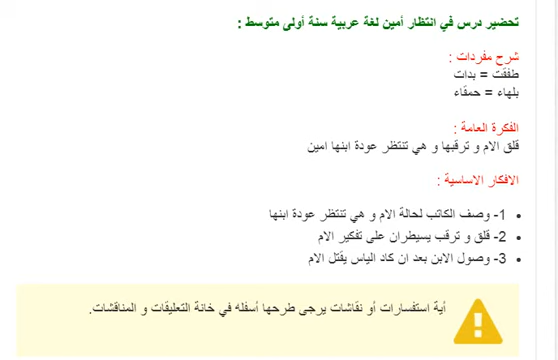 تحضير درس في انتظار أمين لغة عربية سنة أولى متوسط :
شرح مفردات :
طفقت = بدات
بلهاء = حمقاء
الفكرة العامة :
قلق الام و ترقبها و هي تنتظر عودة ابنها امين
الافكار الاساسية :
1- وصف الكاتب لحالة الام و هي تنتظر عودة ابنها
2- قلق و ترقب يسيطران على تفكير الام
3- وصول الابن بعد ان كاد الياس يقتل الام
أية استفسارات أو نقاشات يرجى طرحها أسفله في خانة التعليقات و المناقشات.